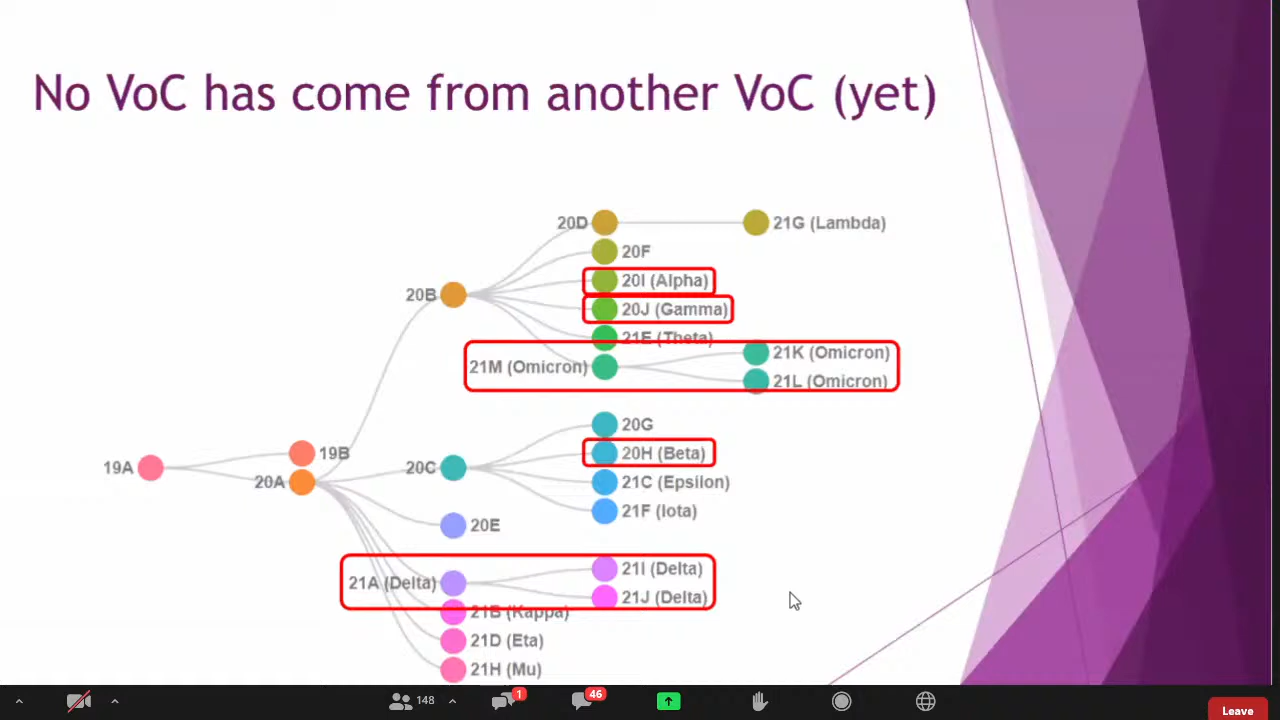 No VoC has come from another VoC (yet)
20D
21G (Lambda)
20F
20I (Alpha)
20B
20J (Gamma)
21E (Theta)
21K (Omicron)
21M (Omicron)
21L (Omicron)
20G
19B
20H (Beta)
19A
20C
20A
21C (Epsilon)
21F (Iota)
20E
21I (Delta)
21A (Delta)
21J (Delta)
21B (Kappa)
21D (Eta)
21H (Mu)
148
1
46
Leave